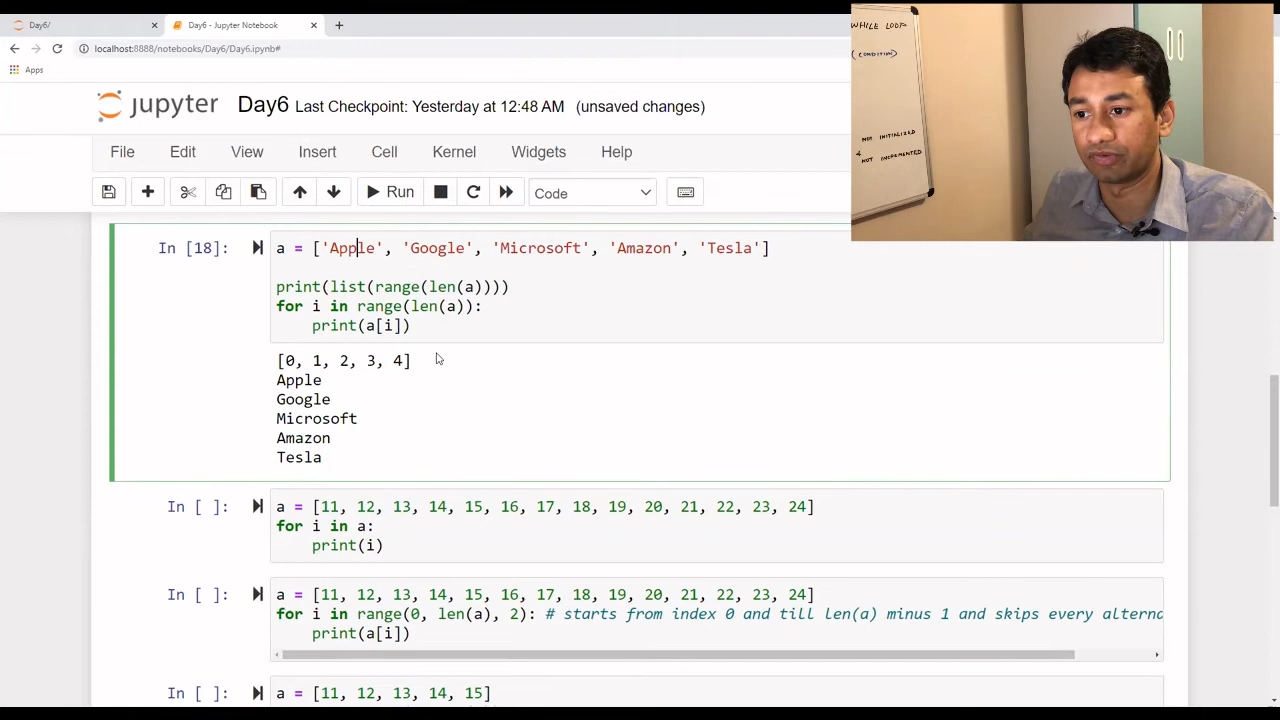 Day6/
Day6 - Jupyter Notebook
localhost:8888/notebooks/Day6/Day6.ipynb#
Apps
WHILE LOOP
(CONDITION)
NOT INITIALIZED
&
NOT INCREMENTED
jupyter Day6 Last Checkpoint: Yesterday at 12:48 AM (unsaved changes)
File Edit View Insert Cell Kernel Widgets Help
Run Code
In [18]: a = ['Apple', 'Google', 'Microsoft', 'Amazon', 'Tesla']
print(list(range(len(a))))
for i in range(len(a)):
print(a[i])
[0, 1, 2, 3, 4]
Apple
Google
Microsoft
Amazon
Tesla
In [ ]: a = [11, 12, 13, 14, 15, 16, 17, 18, 19, 20, 21, 22, 23, 24]
for i in a:
print(i)
In [ ]: a = [11, 12, 13, 14, 15, 16, 17, 18, 19, 20, 21, 22, 23, 24]
for i in range(0, len(a), 2): # starts from index 0 and till len(a) minus 1 and skips every alterna
print(a[i])
In [ ]: a = [11, 12, 13, 14, 15]